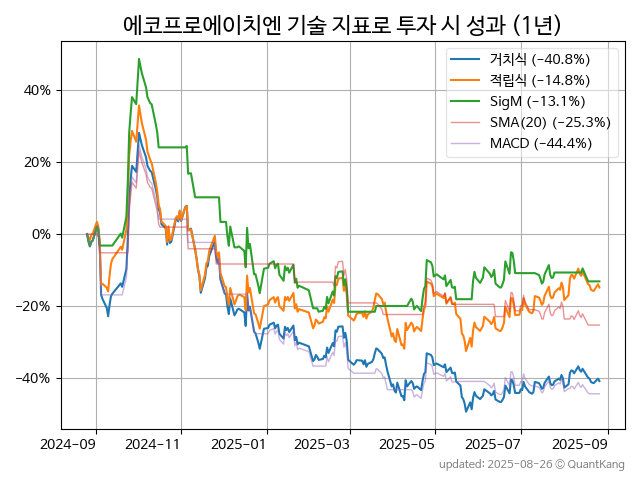 에코프로에이치엔 기술 지표로 투자 시 성과 (1년)
거치식 (−40.8%)
적립식 (−14.8%)
SigM (−13.1%)
SMA(20) (−25.3%)
MACD (−44.4%)
40%
20%
0%
−20%
−40%
2024-09 2024-11 2025-01 2025-03 2025-05 2025-07 2025-09
updated: 2025-08-26 © QuantKang